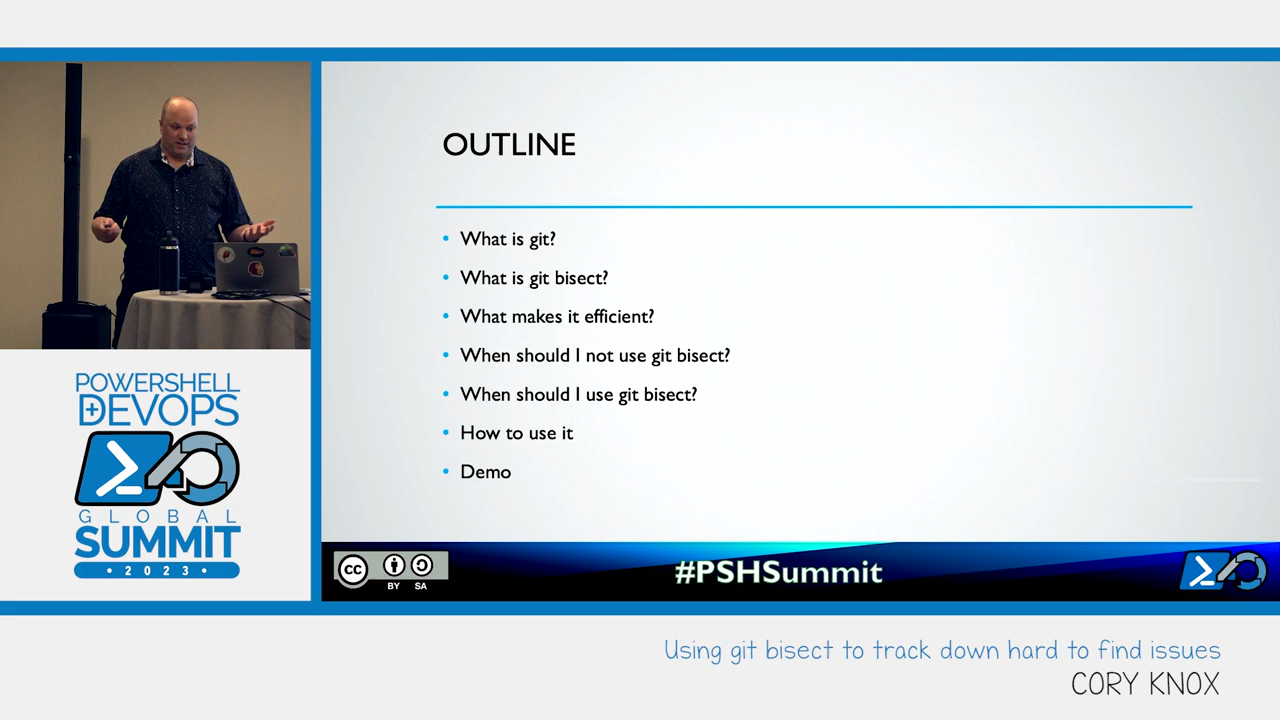 OUTLINE
What is git?
What is git bisect?
What makes it efficient?
When should I not use git bisect?
When should I use git bisect?
How to use it
Demo
POWERSHELL
+DEVOPS
GLOBAL
SUMMIT
• 2023 •
cc
BY SA
#PSHSummit
Using git bisect to track down hard to find issues
CORY KNOX